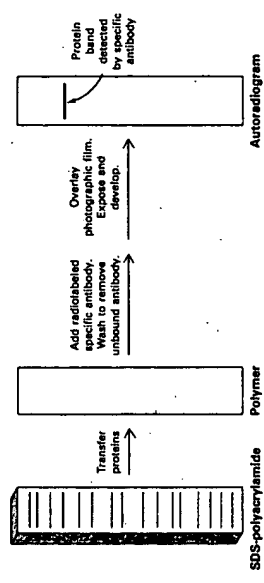 SDS-polyacrylamide
Transfer
proteins
Polymer
Add radiolabeled
specific antibody.
Wash to remove
unbound antibody.
Overlay
photographic film.
Expose and
develop.
Protein
band
detected
by specific
antibody
Autoradiogram